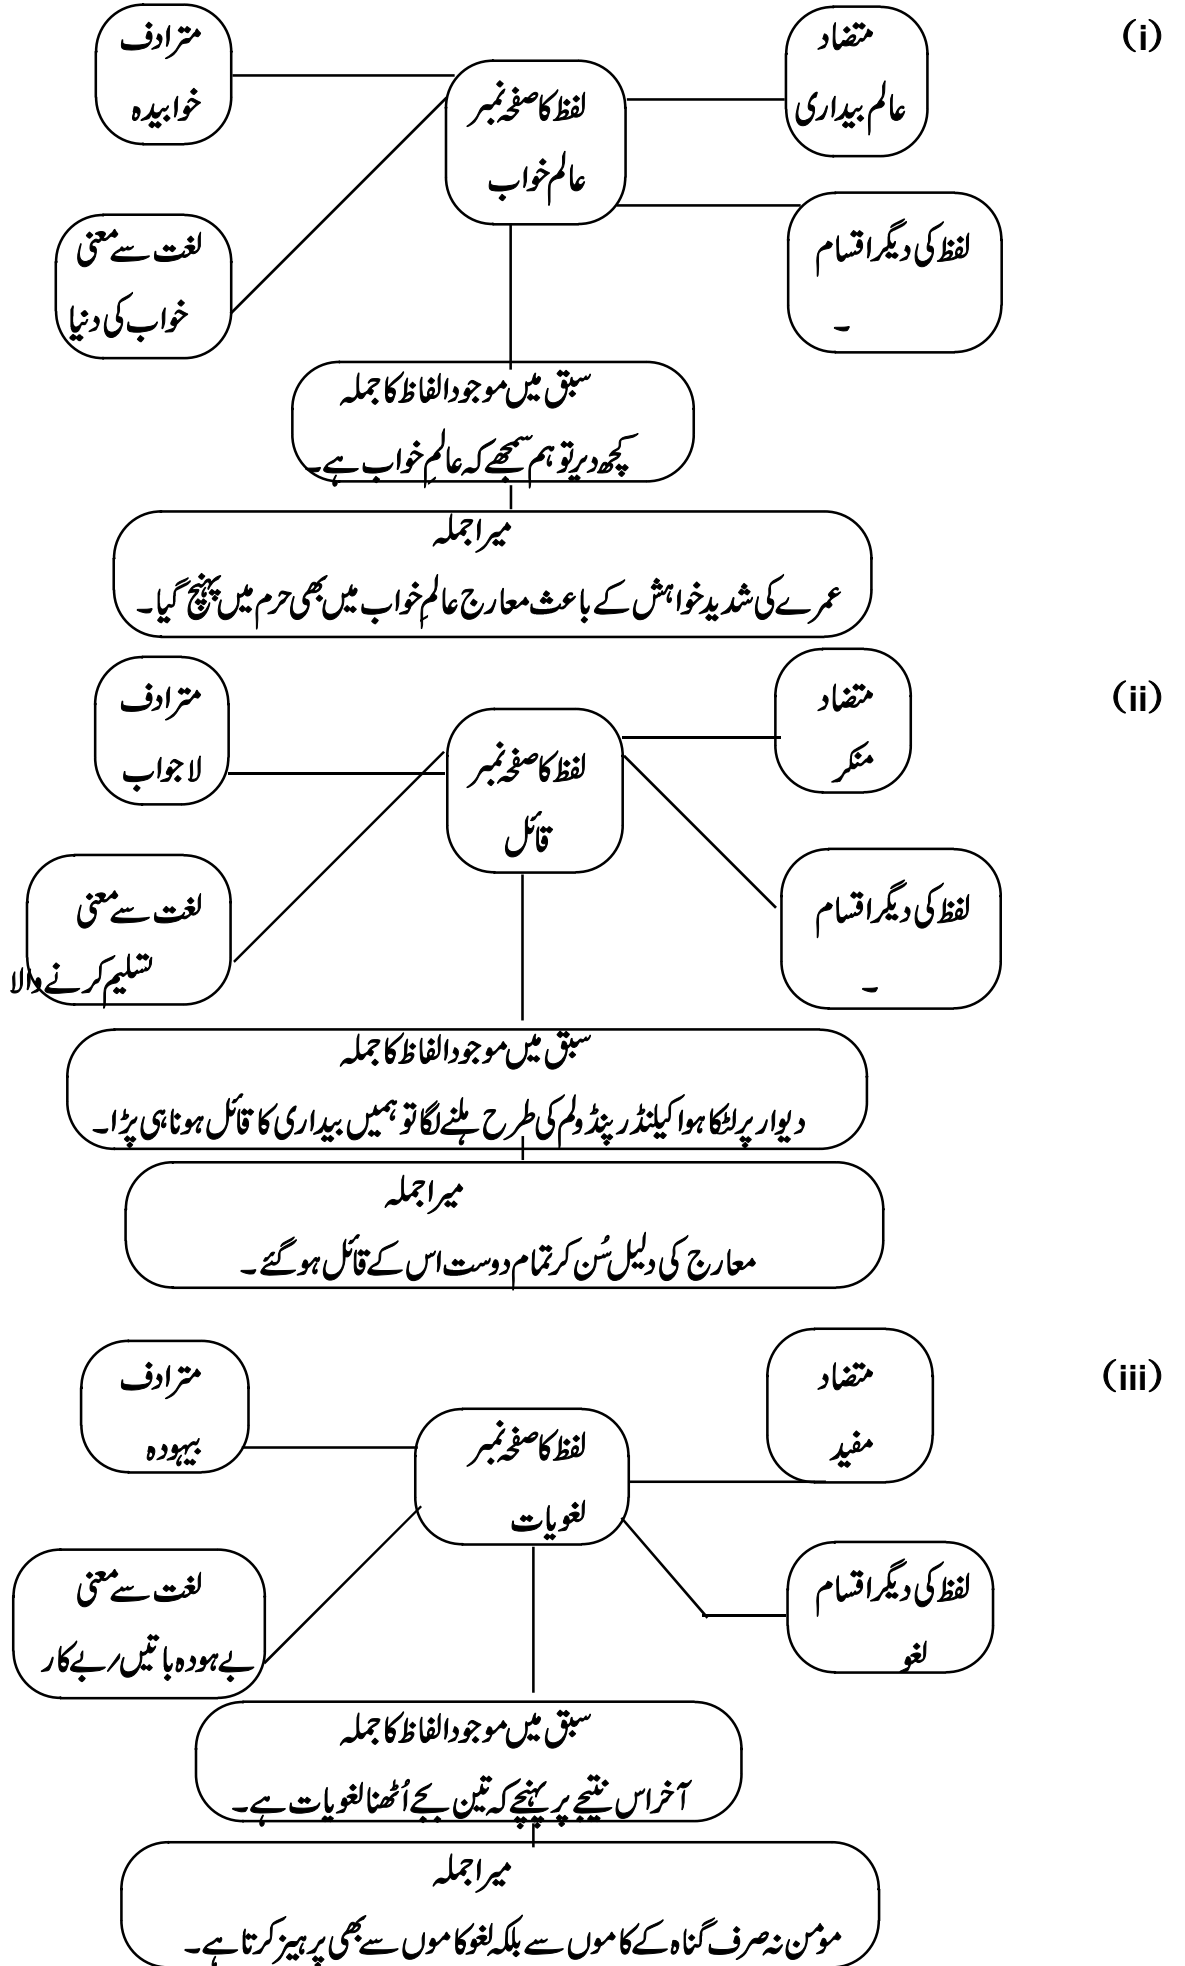 (i)
متضاد
عالم بیداری
لفظ کا صفحہ نمبر
عالم خواب
مترادف
خوابیدہ
لفظ کی دیگر اقسام
۔
لغت سے معنی
خواب کی دنیا
سبق میں موجود الفاظ کا جملہ
کچھ دیر تو ہم سمجھے کہ عالمِ خواب ہے۔
میرا جملہ
عمرے کی شدید خواہش کے باعث معارج عالمِ خواب میں بھی حرم میں پہنچ گیا۔
(ii)
متضاد
منکر
لفظ کا صفحہ نمبر
قائل
مترادف
لاجواب
لفظ کی دیگر اقسام
۔
لغت سے معنی
تسلیم کرنے والا
سبق میں موجود الفاظ کا جملہ
دیوار پر لٹکا ہوا کیلنڈر پنڈولم کی طرح ہلنے لگا تو ہمیں بیداری کا قائل ہونا ہی پڑا۔
میرا جملہ
معارج کی دلیل سُن کر تمام دوست اس کے قائل ہوگئے۔
(iii)
متضاد
مفید
لفظ کا صفحہ نمبر
لغویات
مترادف
بیہودہ
لفظ کی دیگر اقسام
لغو
لغت سے معنی
بے ہودہ باتیں/بے کار
سبق میں موجود الفاظ کا جملہ
آخر اس نتیجے پر پہنچے کہ تین بجے اُٹھنا لغویات ہے۔
میرا جملہ
مومن نہ صرف گناہ کے کاموں سے بلکہ لغو کاموں سے بھی پرہیز کرتا ہے۔